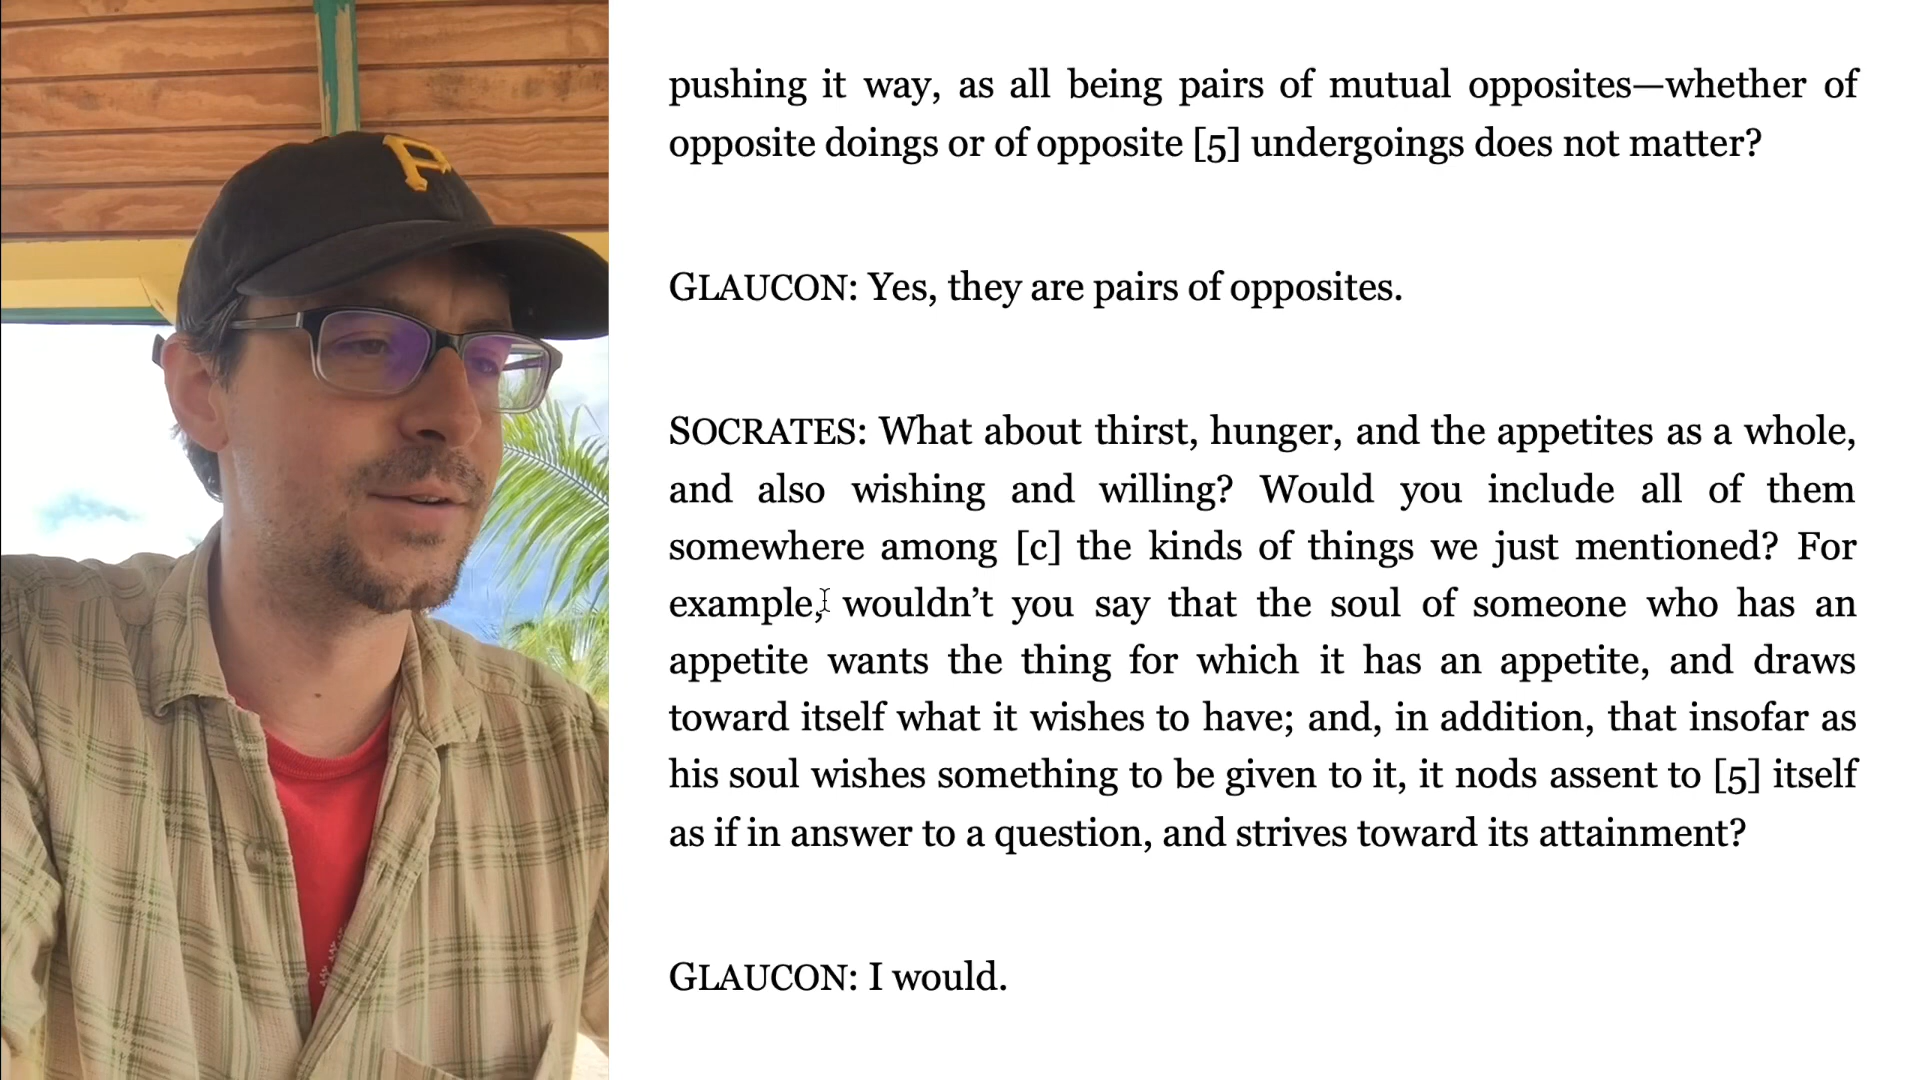 P
pushing it way, as all being pairs of mutual opposites—whether of
opposite doings or of opposite [5] undergoings does not matter?
GLAUCON: Yes, they are pairs of opposites.
SOCRATES: What about thirst, hunger, and the appetites as a whole,
and also wishing and willing? Would you include all of them
somewhere among [c] the kinds of things we just mentioned? For
example, wouldn’t you say that the soul of someone who has an
appetite wants the thing for which it has an appetite, and draws
toward itself what it wishes to have; and, in addition, that insofar as
his soul wishes something to be given to it, it nods assent to [5] itself
as if in answer to a question, and strives toward its attainment?
GLAUCON: I would.